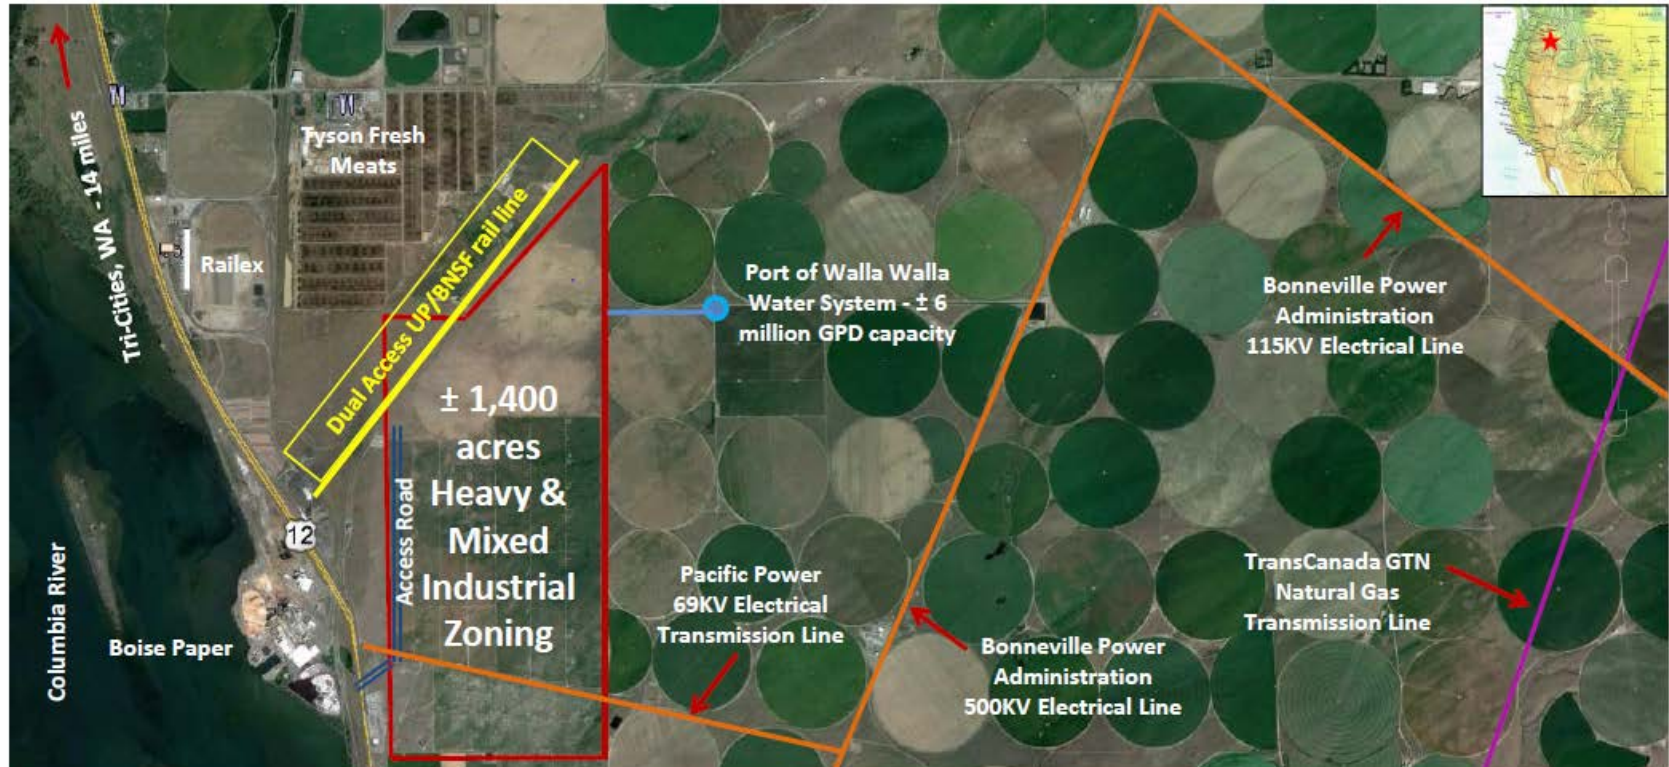 Tri-Cities, WA - 14 miles
Tyson Fresh
Meats
Railex
Dual Access UP/BNSF rail line
Port of Walla Walla
Water System - ± 6
million GPD capacity
Bonneville Power
Administration
115KV Electrical Line
± 1,400
acres
Heavy &
Mixed
Industrial
Zoning
Access Road
12
Columbia River
Boise Paper
Pacific Power
69KV Electrical
Transmission Line
Bonneville Power
Administration
500KV Electrical Line
TransCanada GTN
Natural Gas
Transmission Line